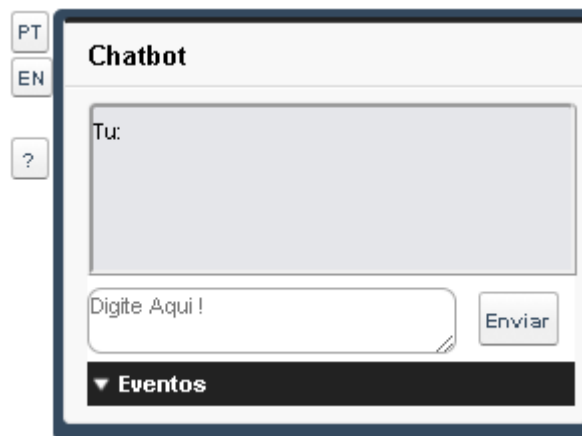 PT
EN
?
Chatbot
Tu:
Digite Aqui !
Enviar
▼ Eventos